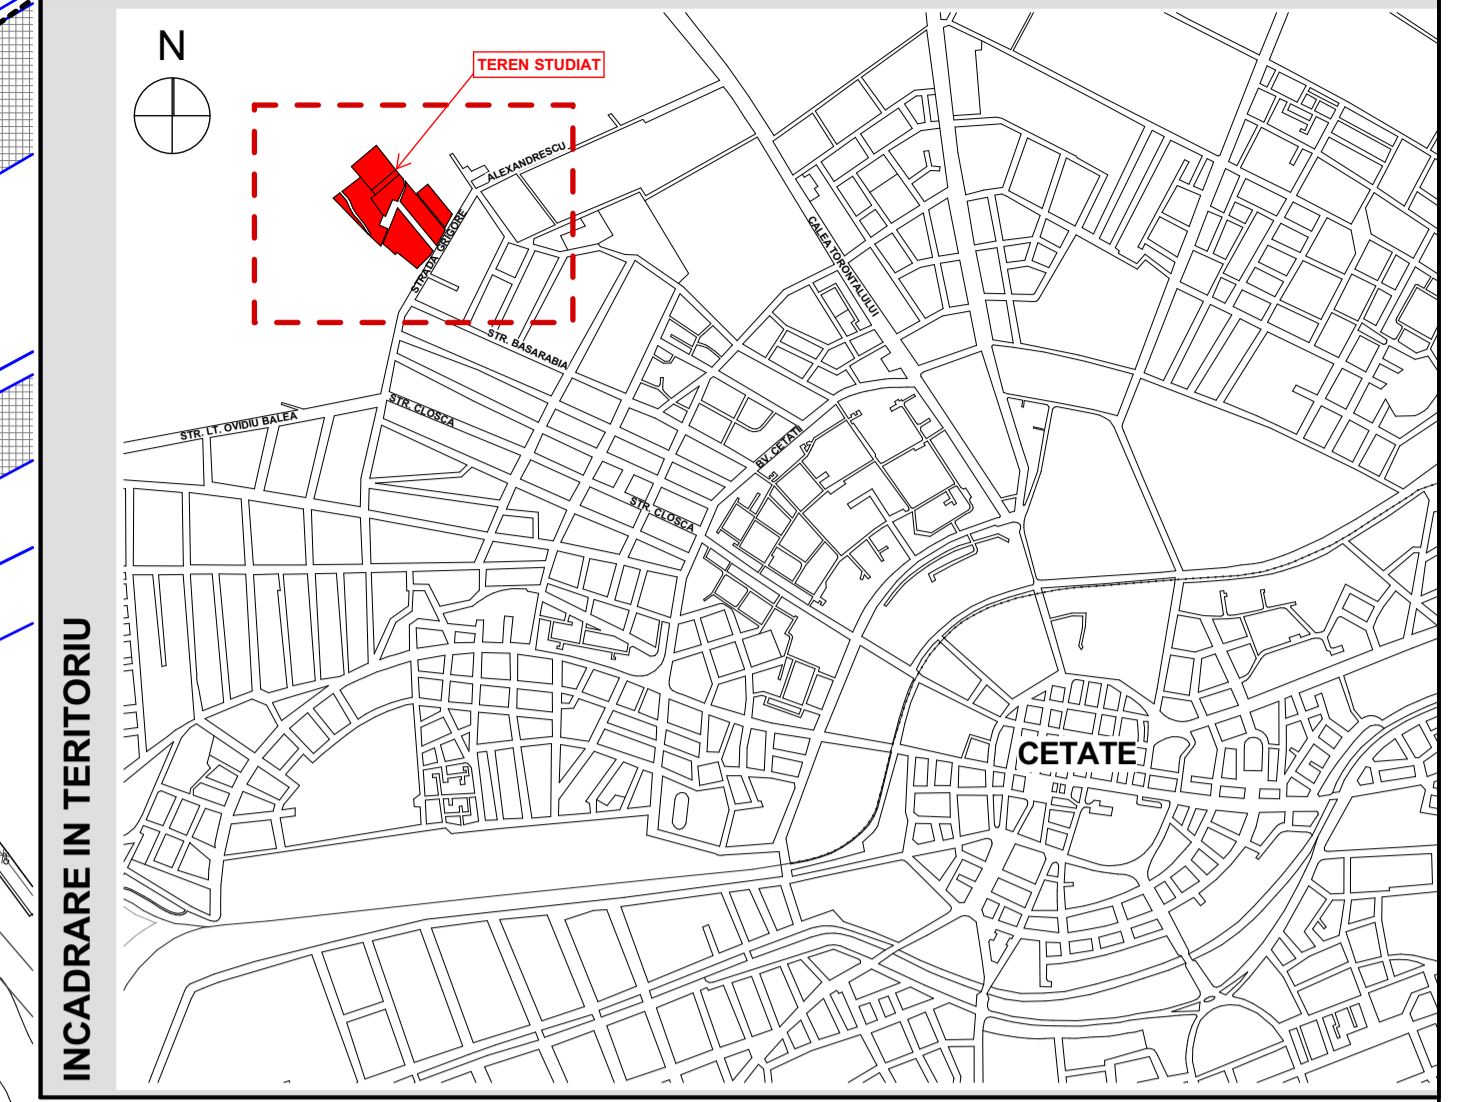 N
TEREN STUDIAT
ALEXANDRESCU
STRADA GRIGORE
CALEA TORONTALULUI
STR. BASARABIA
STR. CLOSCA
STR. LT. OVIDIU BALEA
BV. CETATII
STR. CLOSCA
CETATE
INCADRARE IN TERITORIU